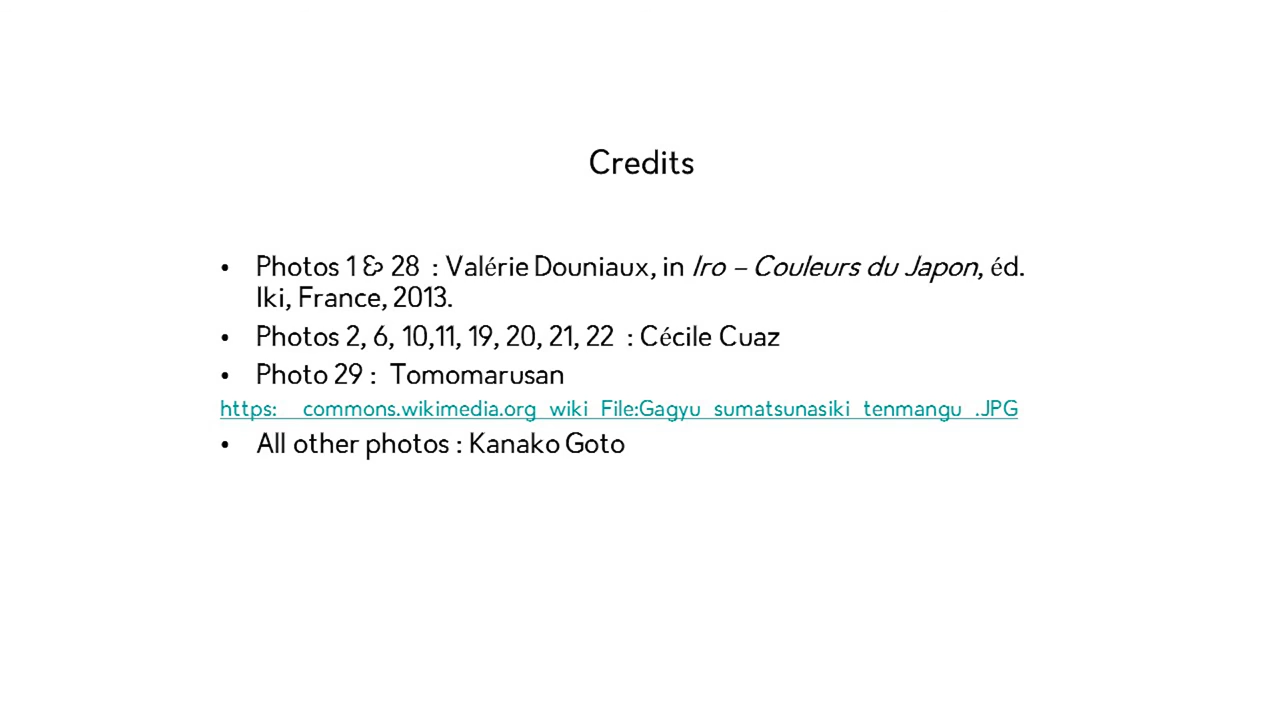 Credits
• Photos 1 & 28 : Valérie Douniaux, in Iro – Couleurs du Japon, éd.
Iki, France, 2013.
• Photos 2, 6, 10,11, 19, 20, 21, 22 : Cécile Cuaz
• Photo 29 : Tomomarusan
https: commons.wikimedia.org wiki File:Gagyu sumatsunasiki tenmangu .JPG
• All other photos : Kanako Goto